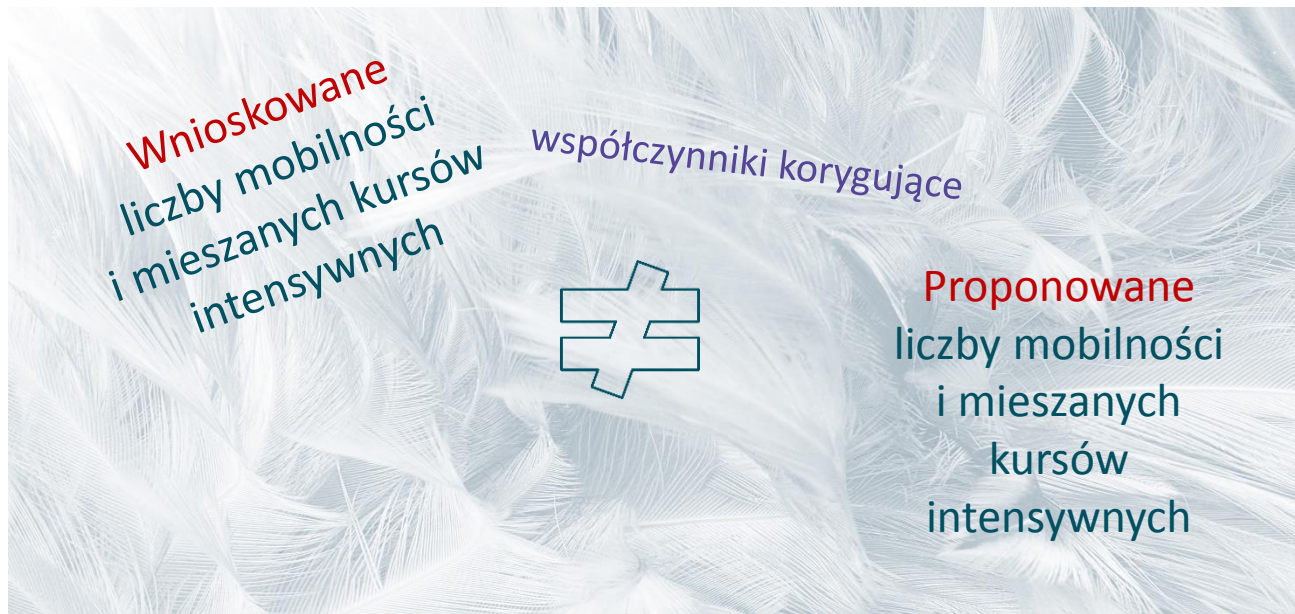 Wnioskowane
liczby mobilności
i mieszanych kursów
intensywnych
współczynniki korygujące
≠
Proponowane
liczby mobilności
i mieszanych
kursów
intensywnych